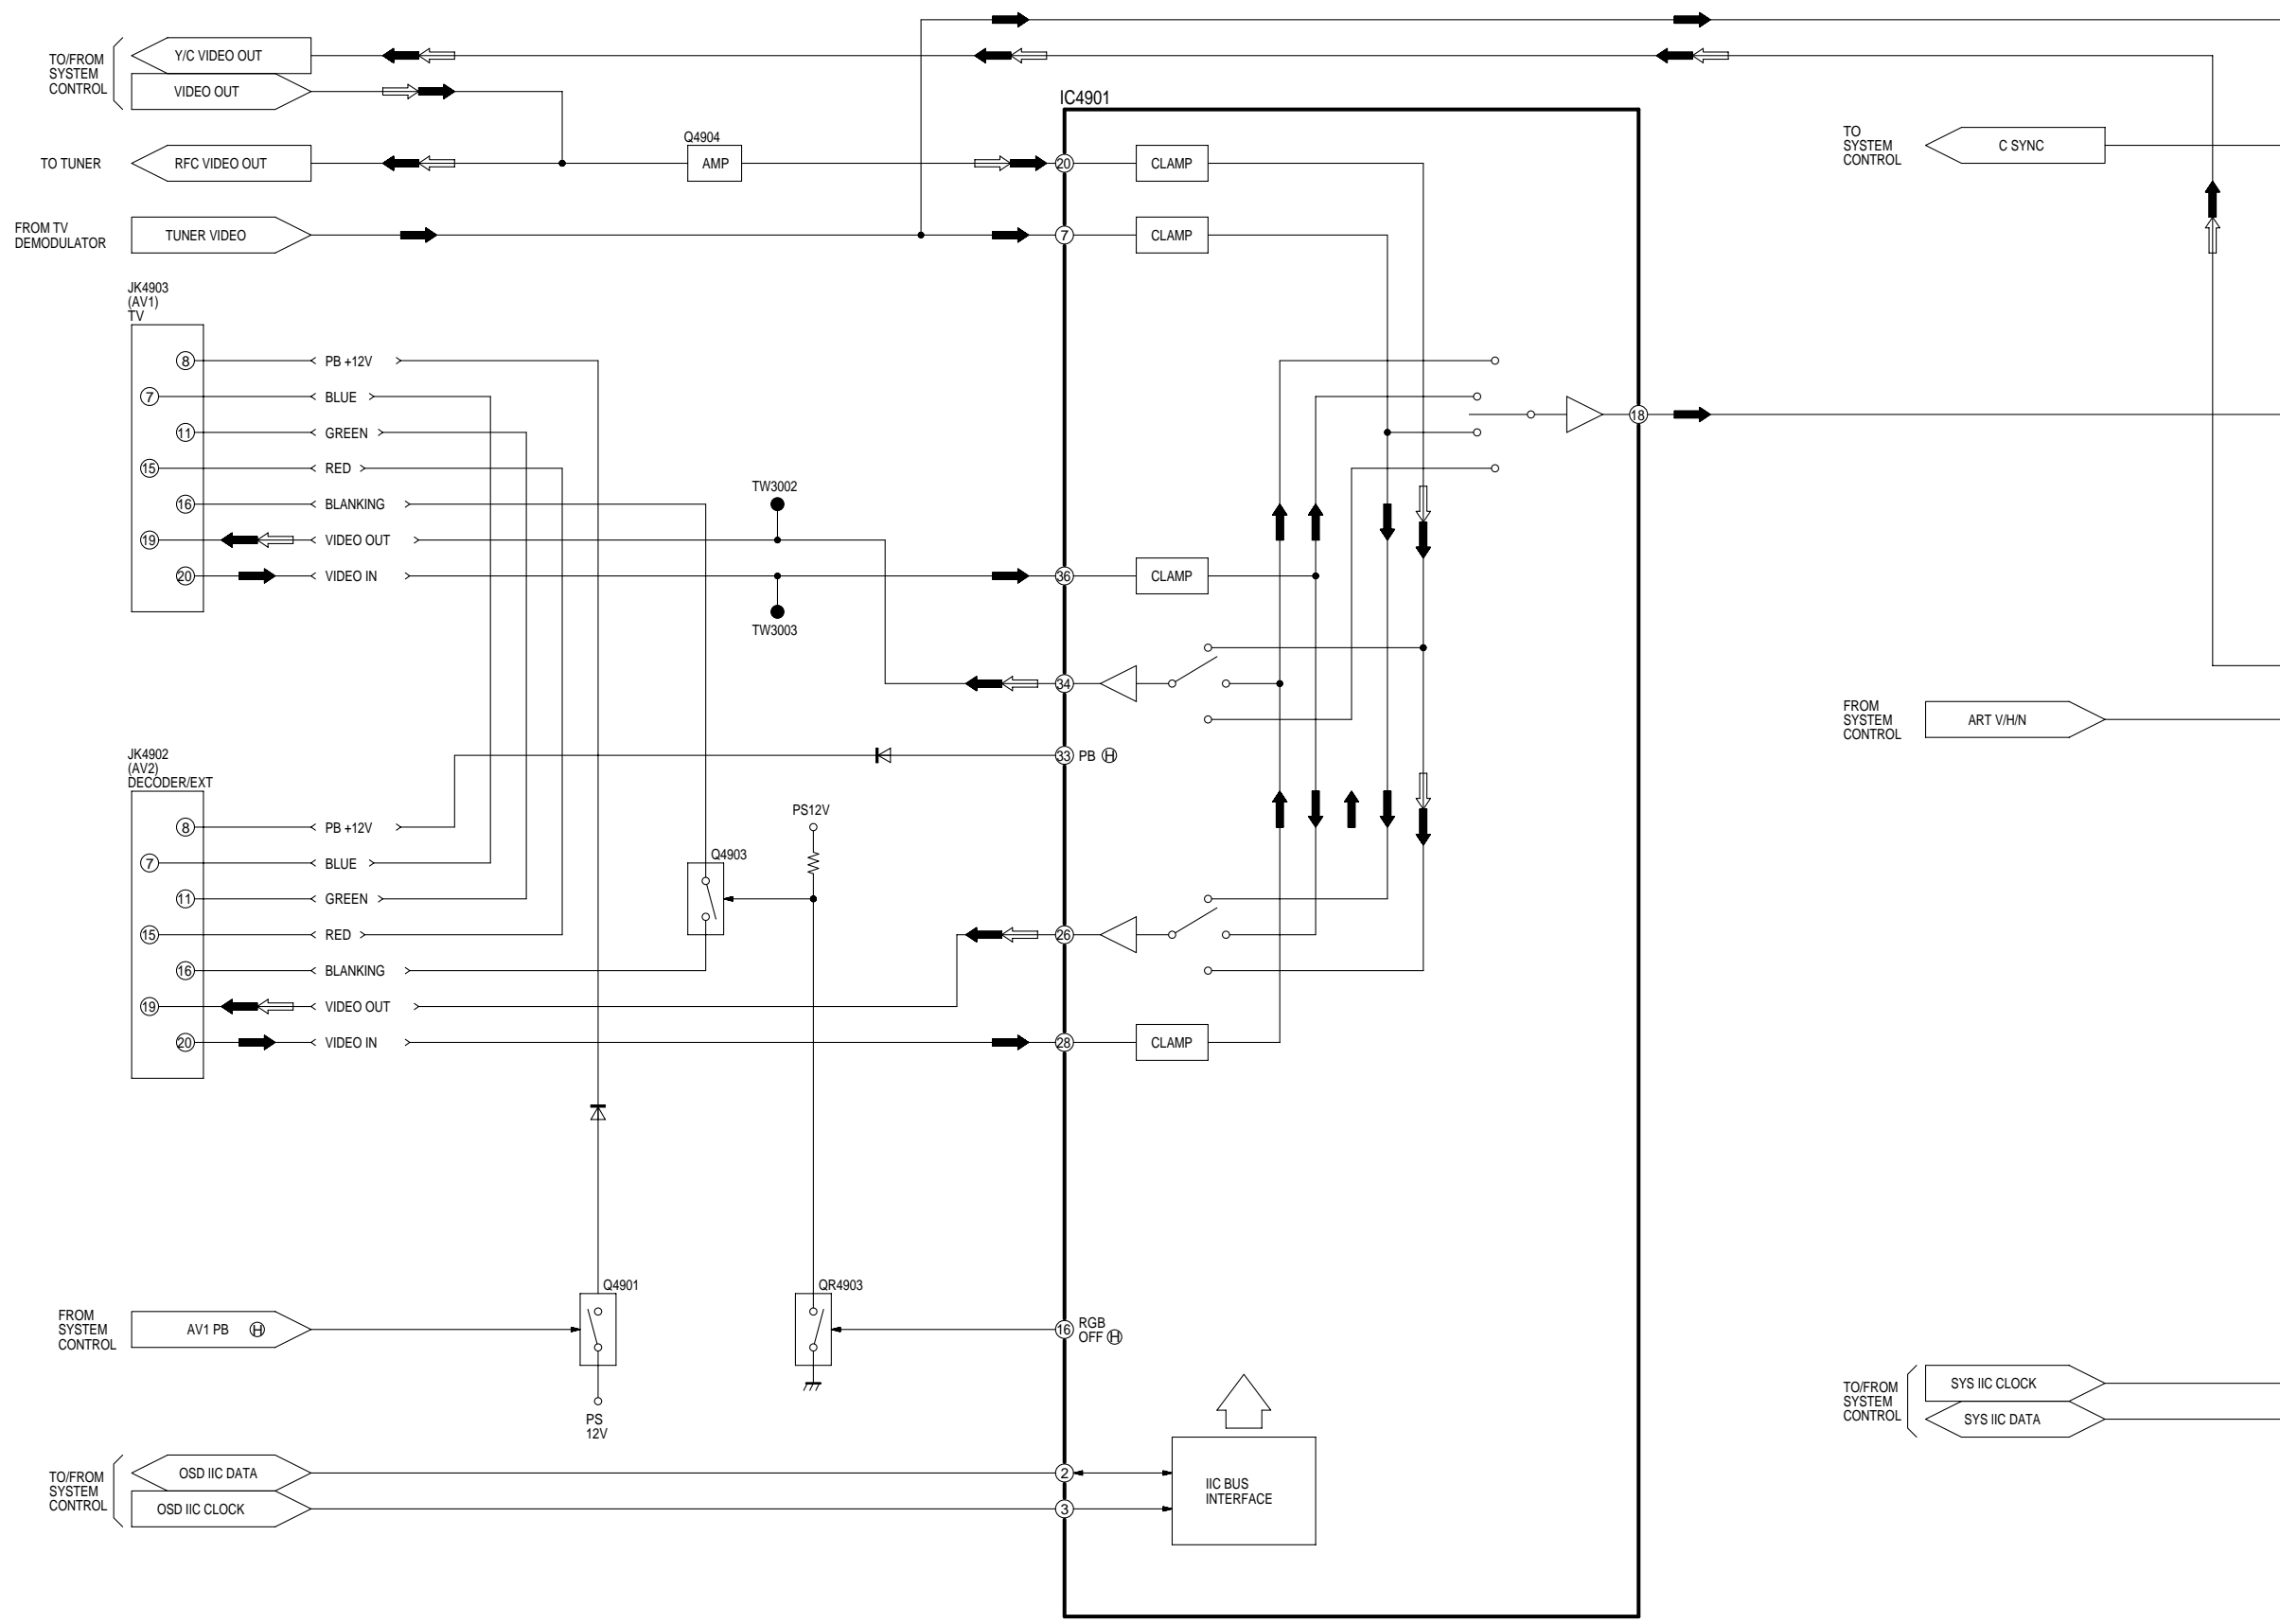 TO/FROM
SYSTEM
CONTROL
Y/C VIDEO OUT
VIDEO OUT
IC4901
Q4904
AMP
20
CLAMP
TO TUNER
RFC VIDEO OUT
TO
SYSTEM
CONTROL
C SYNC
FROM TV
DEMODULATOR
TUNER VIDEO
7
CLAMP
JK4903
(AV1)
TV
8
PB +12V
7
BLUE
11
GREEN
15
RED
16
BLANKING
19
VIDEO OUT
20
VIDEO IN
TW3002
TW3003
18
36
CLAMP
34
33
PB H
FROM
SYSTEM
CONTROL
ART V/H/N
JK4902
(AV2)
DECODER/EXT
8
PB +12V
7
BLUE
11
GREEN
15
RED
16
BLANKING
19
VIDEO OUT
20
VIDEO IN
PS12V
Q4903
26
28
CLAMP
Q4901
QR4903
FROM
SYSTEM
CONTROL
AV1 PB H
PS
12V
16
RGB
OFF H
TO/FROM
SYSTEM
CONTROL
SYS IIC CLOCK
SYS IIC DATA
TO/FROM
SYSTEM
CONTROL
OSD IIC DATA
OSD IIC CLOCK
2
3
IIC BUS
INTERFACE